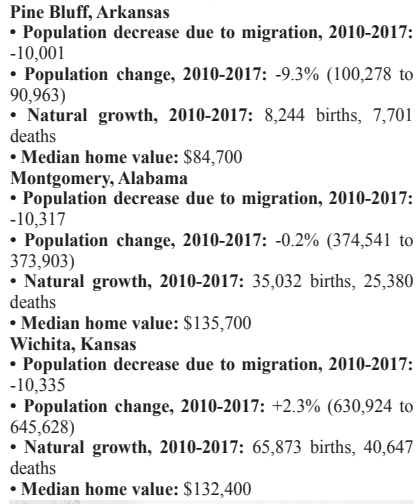 Pine Bluff, Arkansas
• Population decrease due to migration, 2010-2017:
-10,001
• Population change, 2010-2017: -9.3% (100,278 to
90,963)
• Natural growth, 2010-2017: 8,244 births, 7,701
deaths
• Median home value: $84,700
Montgomery, Alabama
• Population decrease due to migration, 2010-2017:
-10,317
• Population change, 2010-2017: -0.2% (374,541 to
373,903)
• Natural growth, 2010-2017: 35,032 births, 25,380
deaths
• Median home value: $135,700
Wichita, Kansas
• Population decrease due to migration, 2010-2017:
-10,335
• Population change, 2010-2017: +2.3% (630,924 to
645,628)
• Natural growth, 2010-2017: 65,873 births, 40,647
deaths
• Median home value: $132,400